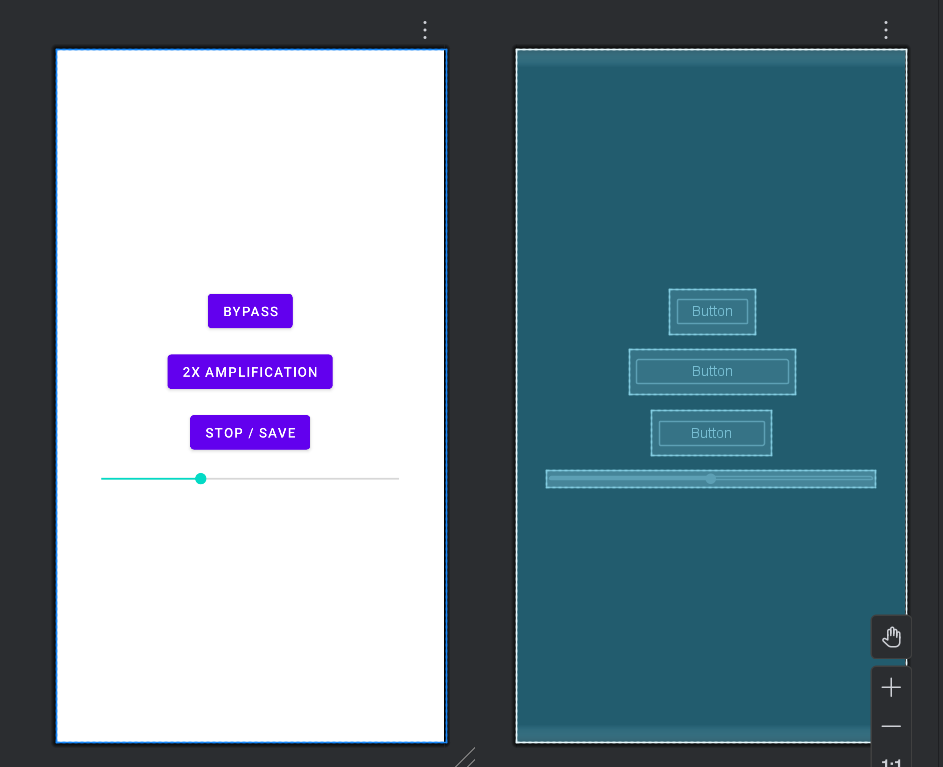 BYPASS
2X AMPLIFICATION
STOP / SAVE
Button
Button
Button
1:1